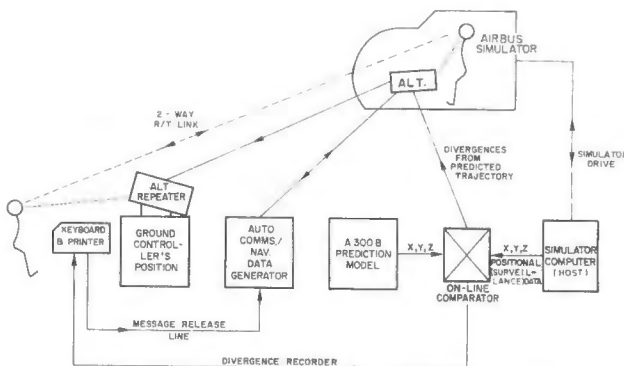 AIRBUS
SIMULATOR
ALT.
2 - WAY
R/T LINK
DIVERGENCES
FROM
PREDICTED
TRAJECTORY
SIMULATOR
DRIVE
ALT
REPEATER
KEYBOARD
& PRINTER
GROUND
CONTROL-
LER'S
POSITION
AUTO
COMMS./
NAV.
DATA
GENERATOR
A 300 B
PREDICTION
MODEL
X,Y,Z
X,Y,Z
POSITIONAL
(SURVEIL-
LANCE)DATA
SIMULATOR
COMPUTER
(HOST)
ON-LINE
COMPARATOR
MESSAGE RELEASE
LINE
DIVERGENCE RECORDER